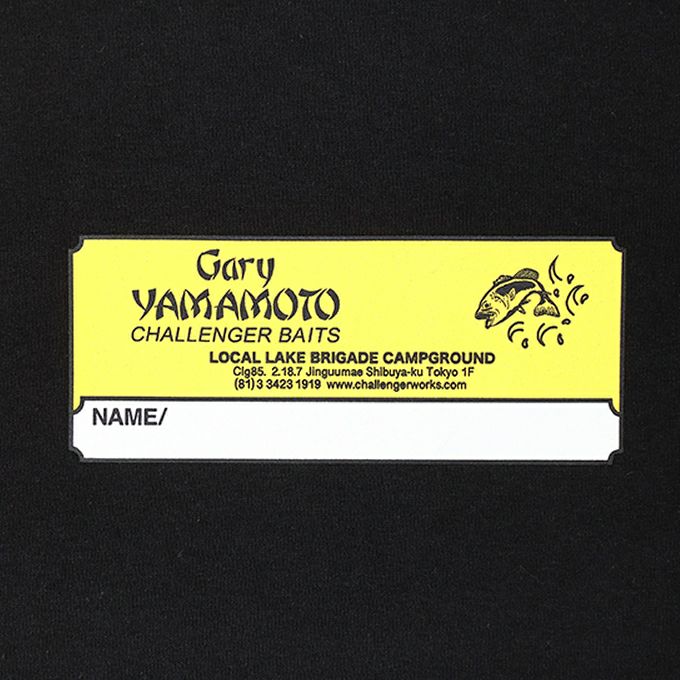 Gary
YAMAMOTO
CHALLENGER BAITS
LOCAL LAKE BRIGADE CAMPGROUND
Clg85. 2.18.7 Jinguumae Shibuya-ku Tokyo 1F
(81) 3 3423 1919 www.challengerworks.com
NAME/